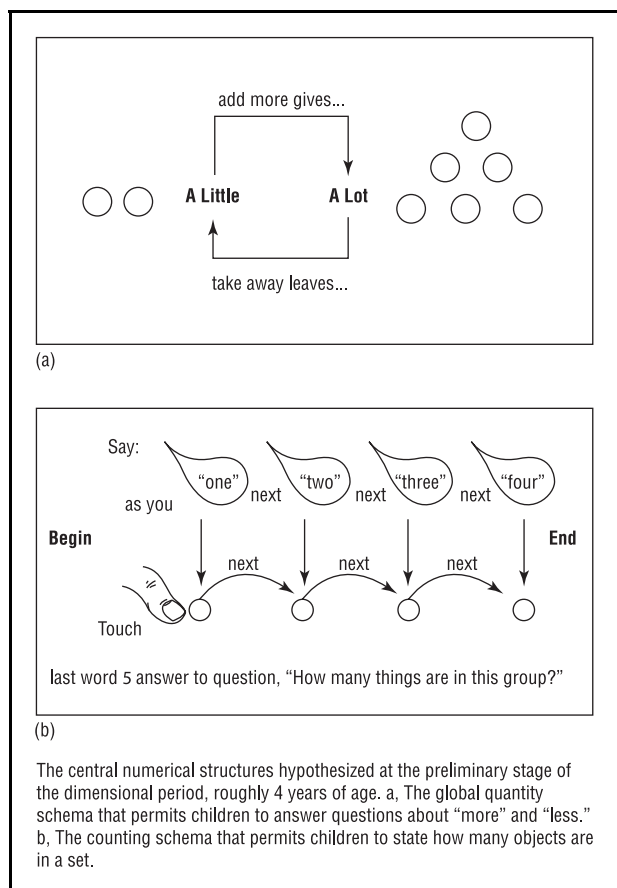 add more gives...
A Little
A Lot
take away leaves...
(a)
Say:
“one”
“two”
“three”
“four”
as you
next
next
next
Begin
End
next
next
next
Touch
last word 5 answer to question, “How many things are in this group?”
(b)
The central numerical structures hypothesized at the preliminary stage of
the dimensional period, roughly 4 years of age. a, The global quantity
schema that permits children to answer questions about “more” and “less.”
b, The counting schema that permits children to state how many objects are
in a set.